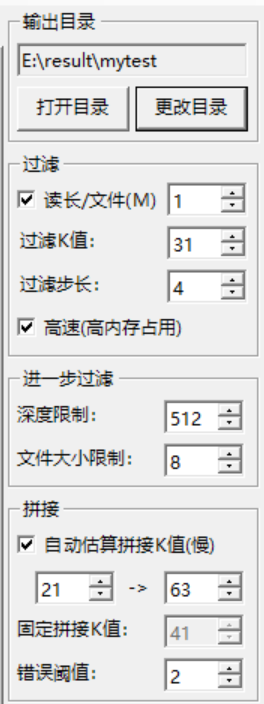 输出目录
E:\result\mytest
打开目录 更改目录
过滤
读长/文件(M) 1
过滤K值: 31
过滤步长: 4
高速(高内存占用)
进一步过滤
深度限制: 512
文件大小限制: 8
拼接
自动估算拼接K值(慢)
21 -> 63
固定拼接K值: 41
错误阈值: 2